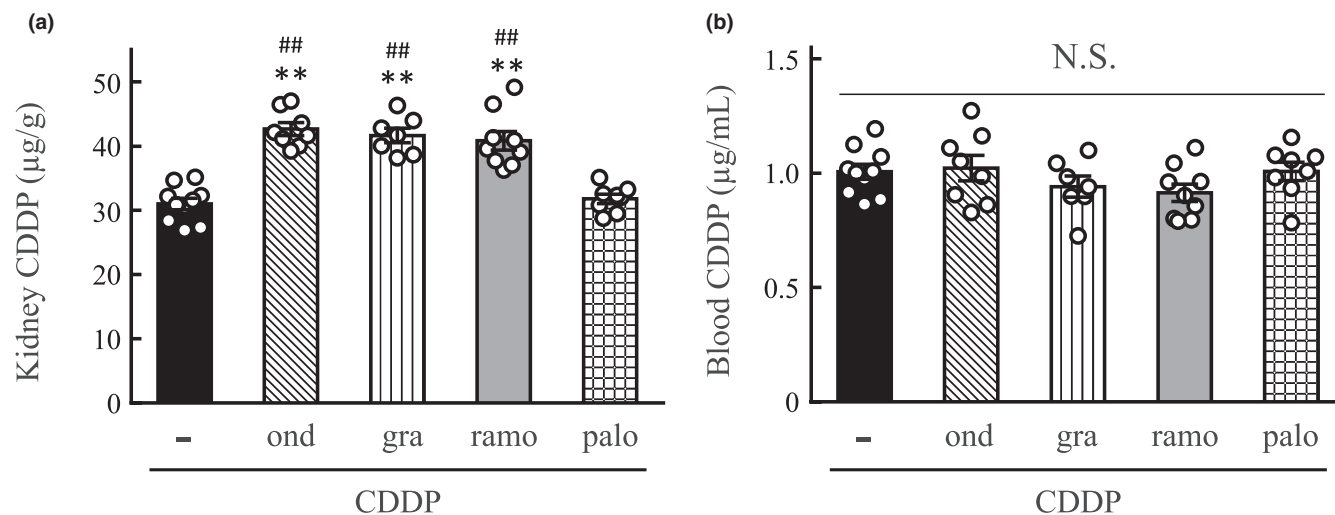 (a)
Kidney CDDP (μg/g)
50
40
30
20
10
0
##
**
##
**
##
**
- ond gra ramo palo
CDDP
(b)
Blood CDDP (μg/mL)
1.5
1.0
0.5
0
N.S.
- ond gra ramo palo
CDDP